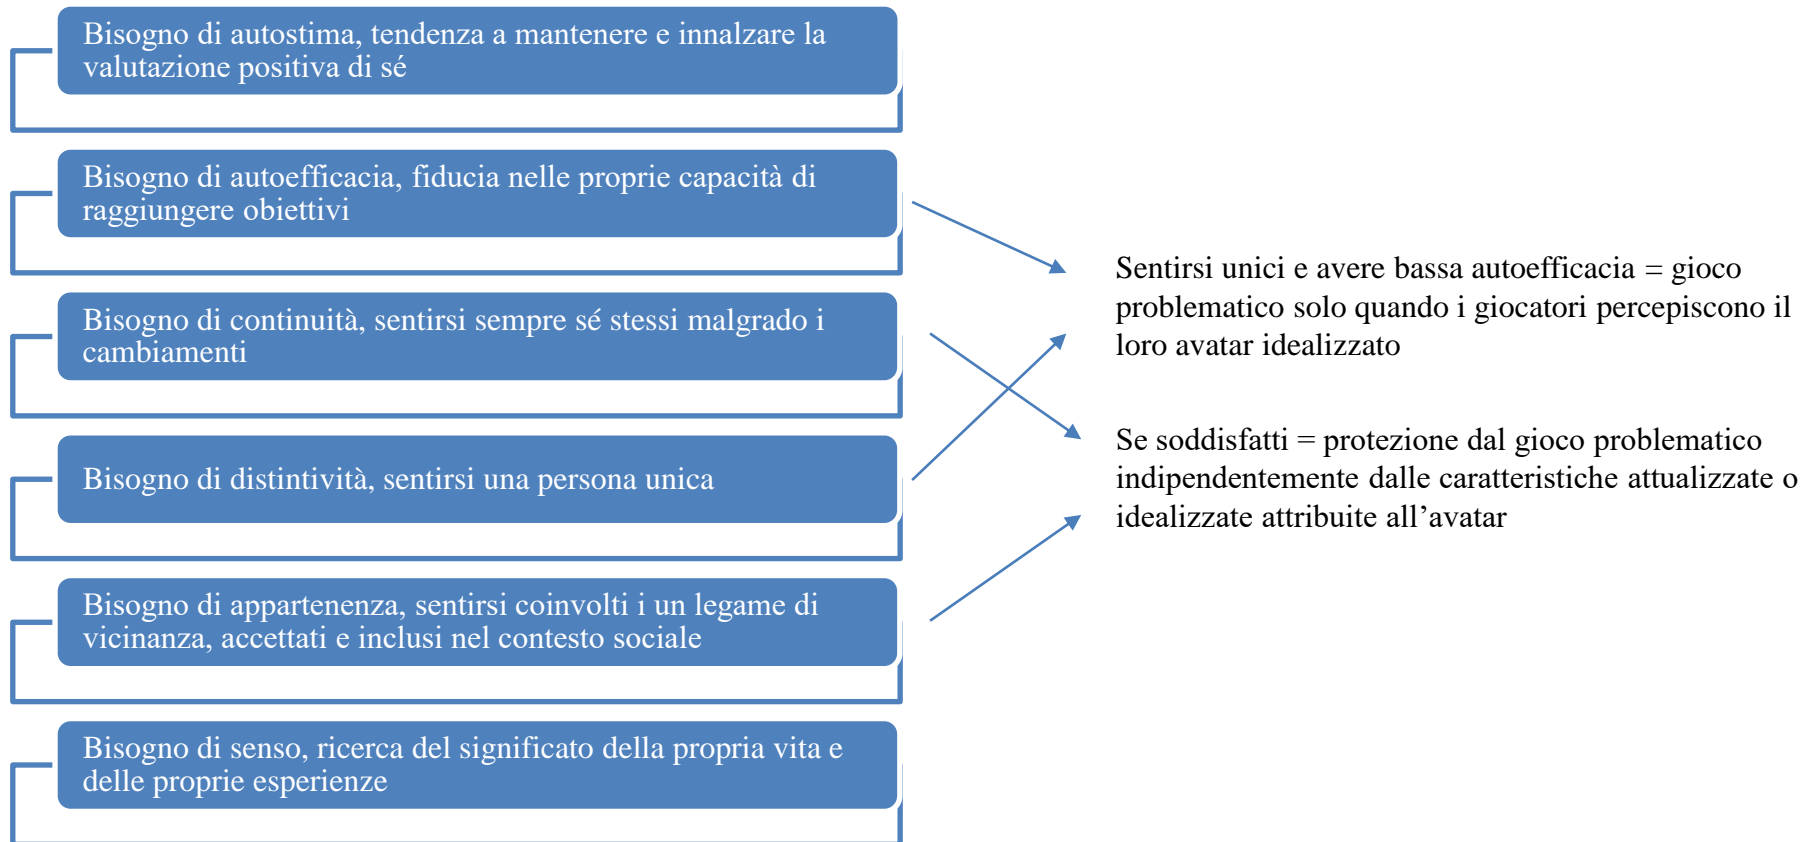 Bisogno di autostima, tendenza a mantenere e innalzare la
valutazione positiva di sé
Bisogno di autoefficacia, fiducia nelle proprie capacità di
raggiungere obiettivi
Bisogno di continuità, sentirsi sempre sé stessi malgrado i
cambiamenti
Bisogno di distintività, sentirsi una persona unica
Bisogno di appartenenza, sentirsi coinvolti i un legame di
vicinanza, accettati e inclusi nel contesto sociale
Bisogno di senso, ricerca del significato della propria vita e
delle proprie esperienze
Sentirsi unici e avere bassa autoefficacia = gioco
problematico solo quando i giocatori percepiscono il
loro avatar idealizzato
Se soddisfatti = protezione dal gioco problematico
indipendentemente dalle caratteristiche attualizzate o
idealizzate attribuite all’avatar